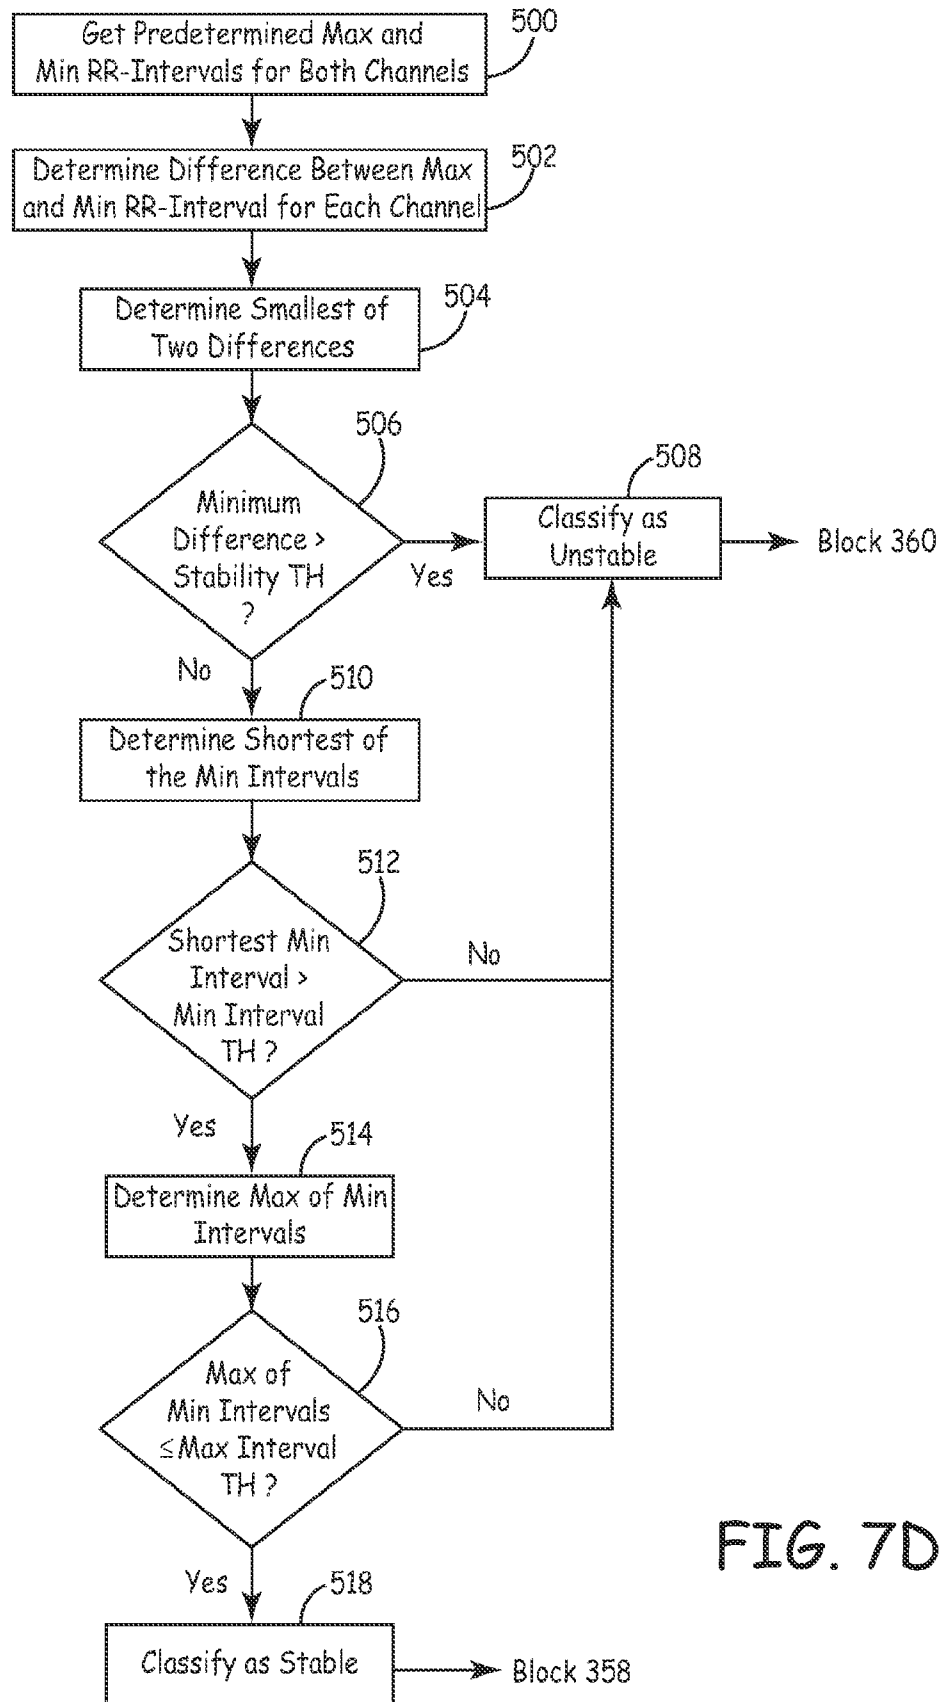 500
Get Predetermined Max and
Min RR-Intervals for Both Channels
502
Determine Difference Between Max
and Min RR-Interval for Each Channel
504
Determine Smallest of
Two Differences
506
Minimum
Difference >
Stability TH
?
Yes
508
Classify as
Unstable
Block 360
No
510
Determine Shortest of
the Min Intervals
512
Shortest Min
Interval >
Min Interval
TH ?
No
Yes
514
Determine Max of Min
Intervals
516
Max of
Min Intervals
≤Max Interval
TH ?
No
FIG. 7D
Yes
518
Classify as Stable
Block 358